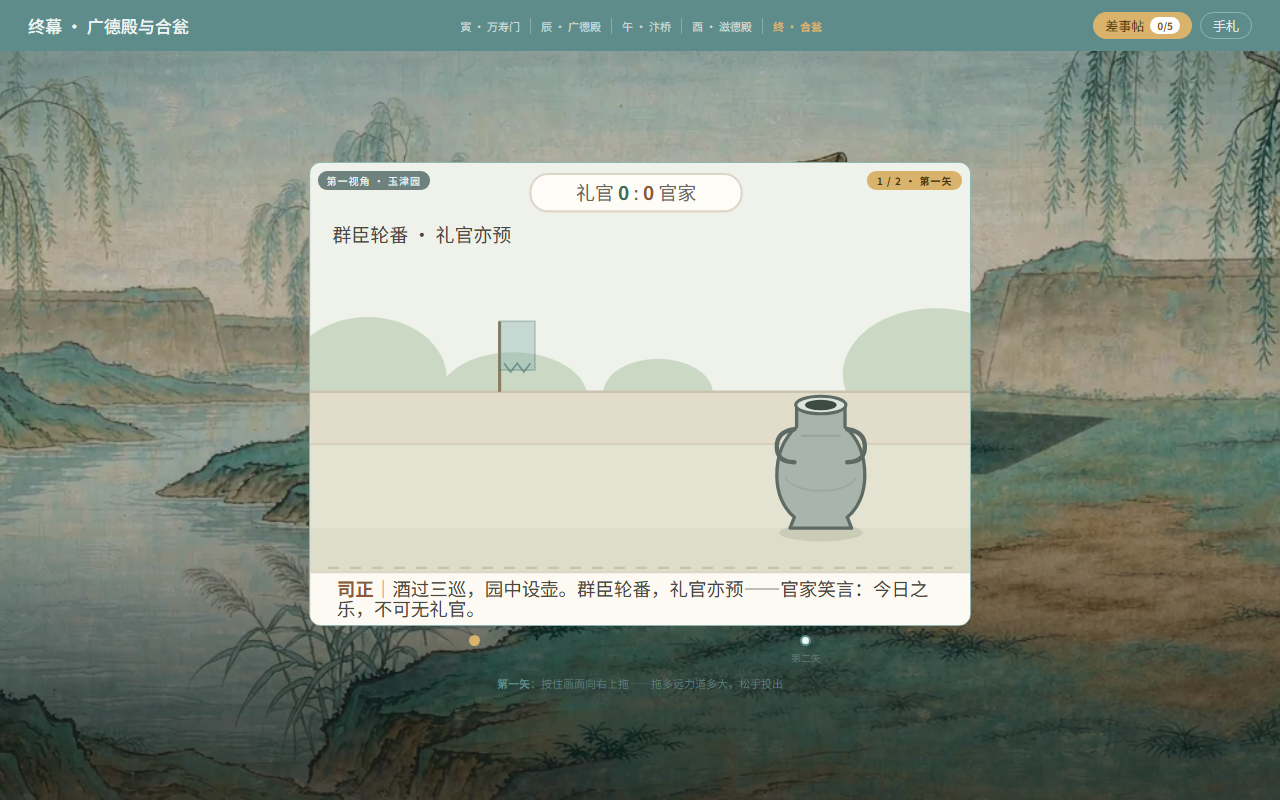 终幕 · 广德殿与合瓮
寅 · 万寿门
辰 · 广德殿
午 · 汴桥
酉 · 滋德殿
终 · 合瓮
差事帖 0/5
手札
第一视角 · 玉津园
礼官 0 : 0 官家
1 / 2 · 第一矢
群臣轮番 · 礼官亦预
司正｜酒过三巡，园中设壶。群臣轮番，礼官亦预——官家笑言：今日之
乐，不可无礼官。
第二矢
第一矢：按住画面向右上拖——拖多远力道多大，松手投出